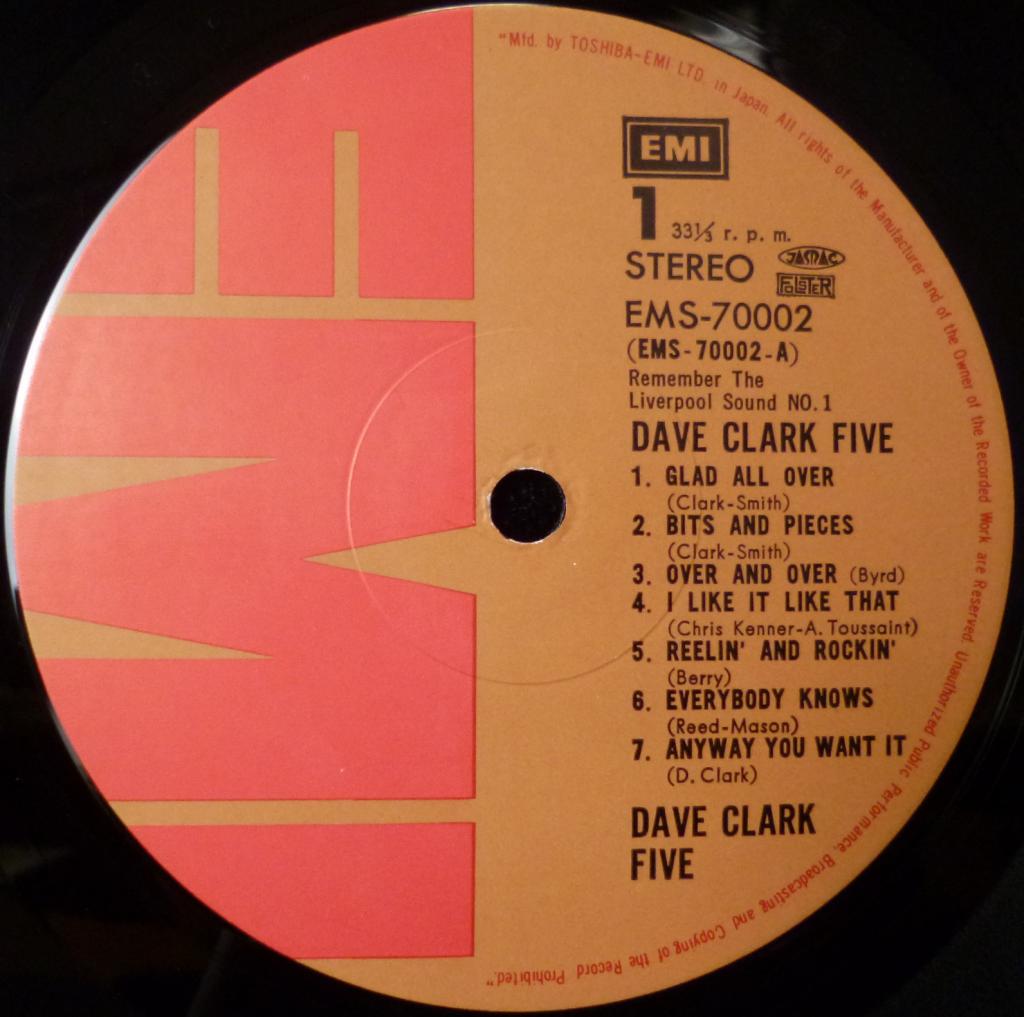 EMI
1 33⅓ r. p. m.
STEREO JASRAC
FOLSTER
EMS-70002
(EMS-70002-A)
Remember The
Liverpool Sound NO.1
DAVE CLARK FIVE
1. GLAD ALL OVER
(Clark-Smith)
2. BITS AND PIECES
(Clark-Smith)
3. OVER AND OVER (Byrd)
4. I LIKE IT LIKE THAT
(Chris Kenner-A. Toussaint)
5. REELIN' AND ROCKIN'
(Berry)
6. EVERYBODY KNOWS
(Reed-Mason)
7. ANYWAY YOU WANT IT
(D. Clark)
DAVE CLARK
FIVE
"Mfd. by TOSHIBA-EMI LTD. in Japan. All rights of the Manufacturer and of the Owner of the Recorded Work are Reserved. Unauthorized Public Performance, Broadcasting and Copying of the Record Prohibited."
EMI